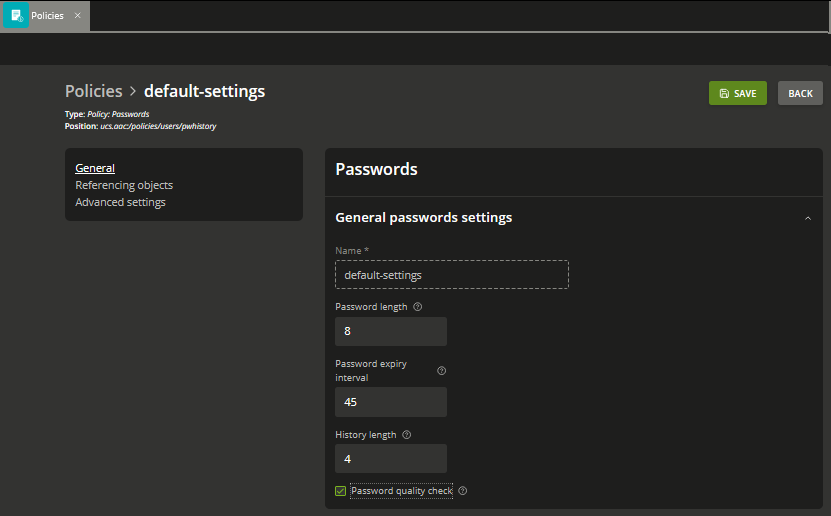 Policies ×
Policies > default-settings
SAVE
BACK
Type: Policy: Passwords
Position: ucs.aac:/policies/users/pwhistory
General
Referencing objects
Advanced settings
Passwords
General passwords settings
Name *
default-settings
Password length
8
Password expiry
interval
45
History length
4
Password quality check